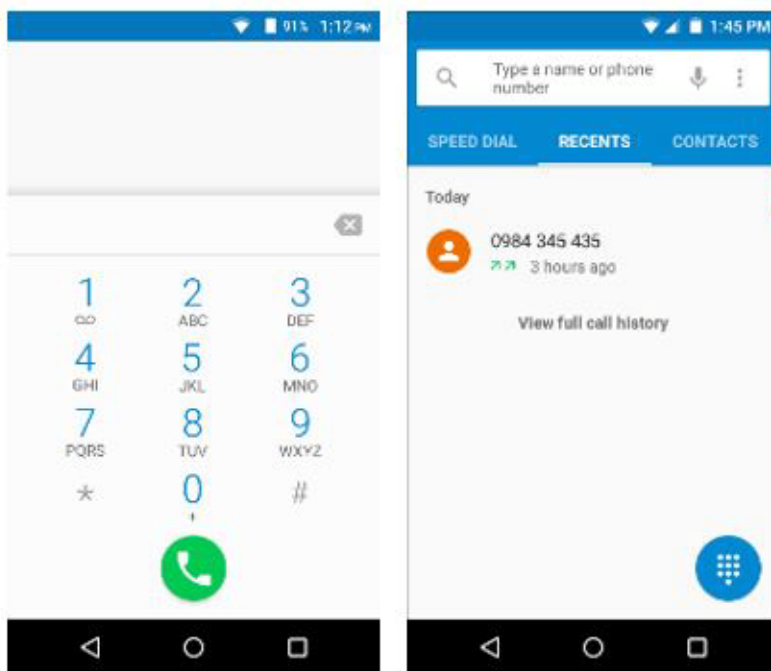 91% 1:12 PM
1
2
ABC
3
DEF
4
GHI
5
JKL
6
MNO
7
PQRS
8
TUV
9
WXYZ
*
0
+
#
1:45 PM
Type a name or phone
number
SPEED DIAL RECENTS CONTACTS
Today
0984 345 435
3 hours ago
View full call history